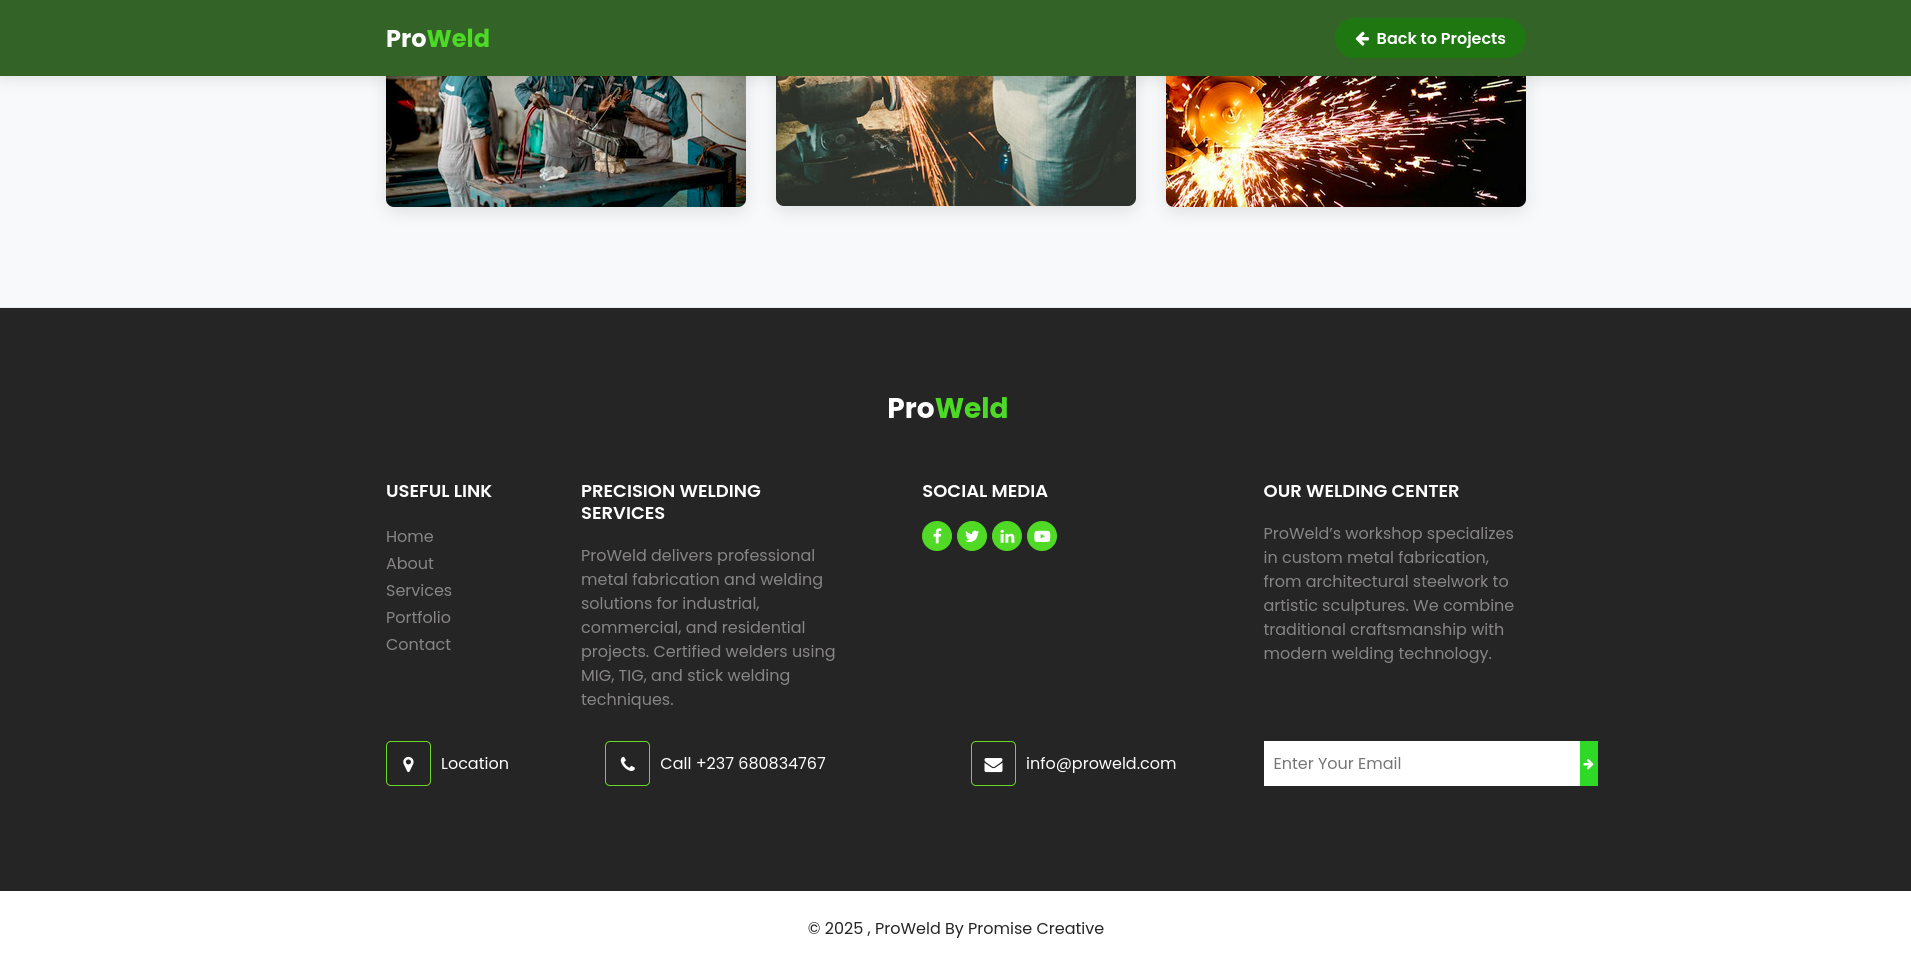 ProWeld
Back to Projects
ProWeld
USEFUL LINK
Home
About
Services
Portfolio
Contact
PRECISION WELDING
SERVICES
ProWeld delivers professional
metal fabrication and welding
solutions for industrial,
commercial, and residential
projects. Certified welders using
MIG, TIG, and stick welding
techniques.
SOCIAL MEDIA
OUR WELDING CENTER
ProWeld’s workshop specializes
in custom metal fabrication,
from architectural steelwork to
artistic sculptures. We combine
traditional craftsmanship with
modern welding technology.
Location
Call +237 680834767
info@proweld.com
Enter Your Email
© 2025 , ProWeld By Promise Creative